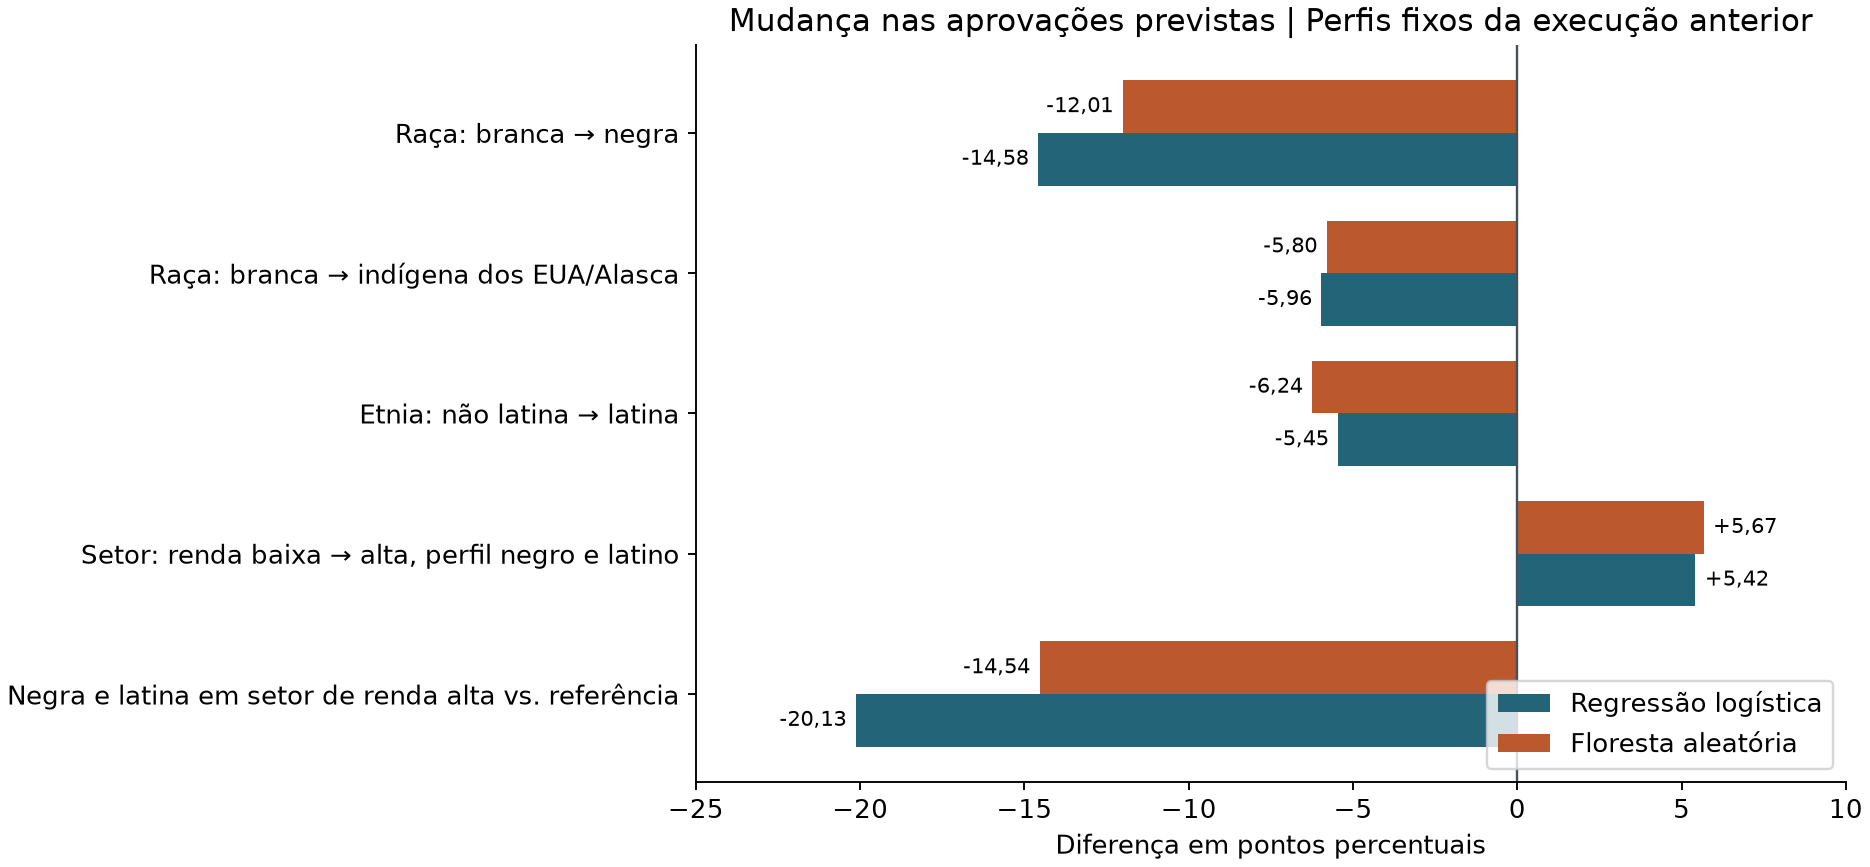 Mudança nas aprovações previstas | Perfis fixos da execução anterior
Raça: branca → negra
-12,01
-14,58
Raça: branca → indígena dos EUA/Alasca
-5,80
-5,96
Etnia: não latina → latina
-6,24
-5,45
Setor: renda baixa → alta, perfil negro e latino
+5,67
+5,42
Negra e latina em setor de renda alta vs. referência
-14,54
-20,13
Regressão logística
Floresta aleatória
−25 −20 −15 −10 −5 0 5 10
Diferença em pontos percentuais